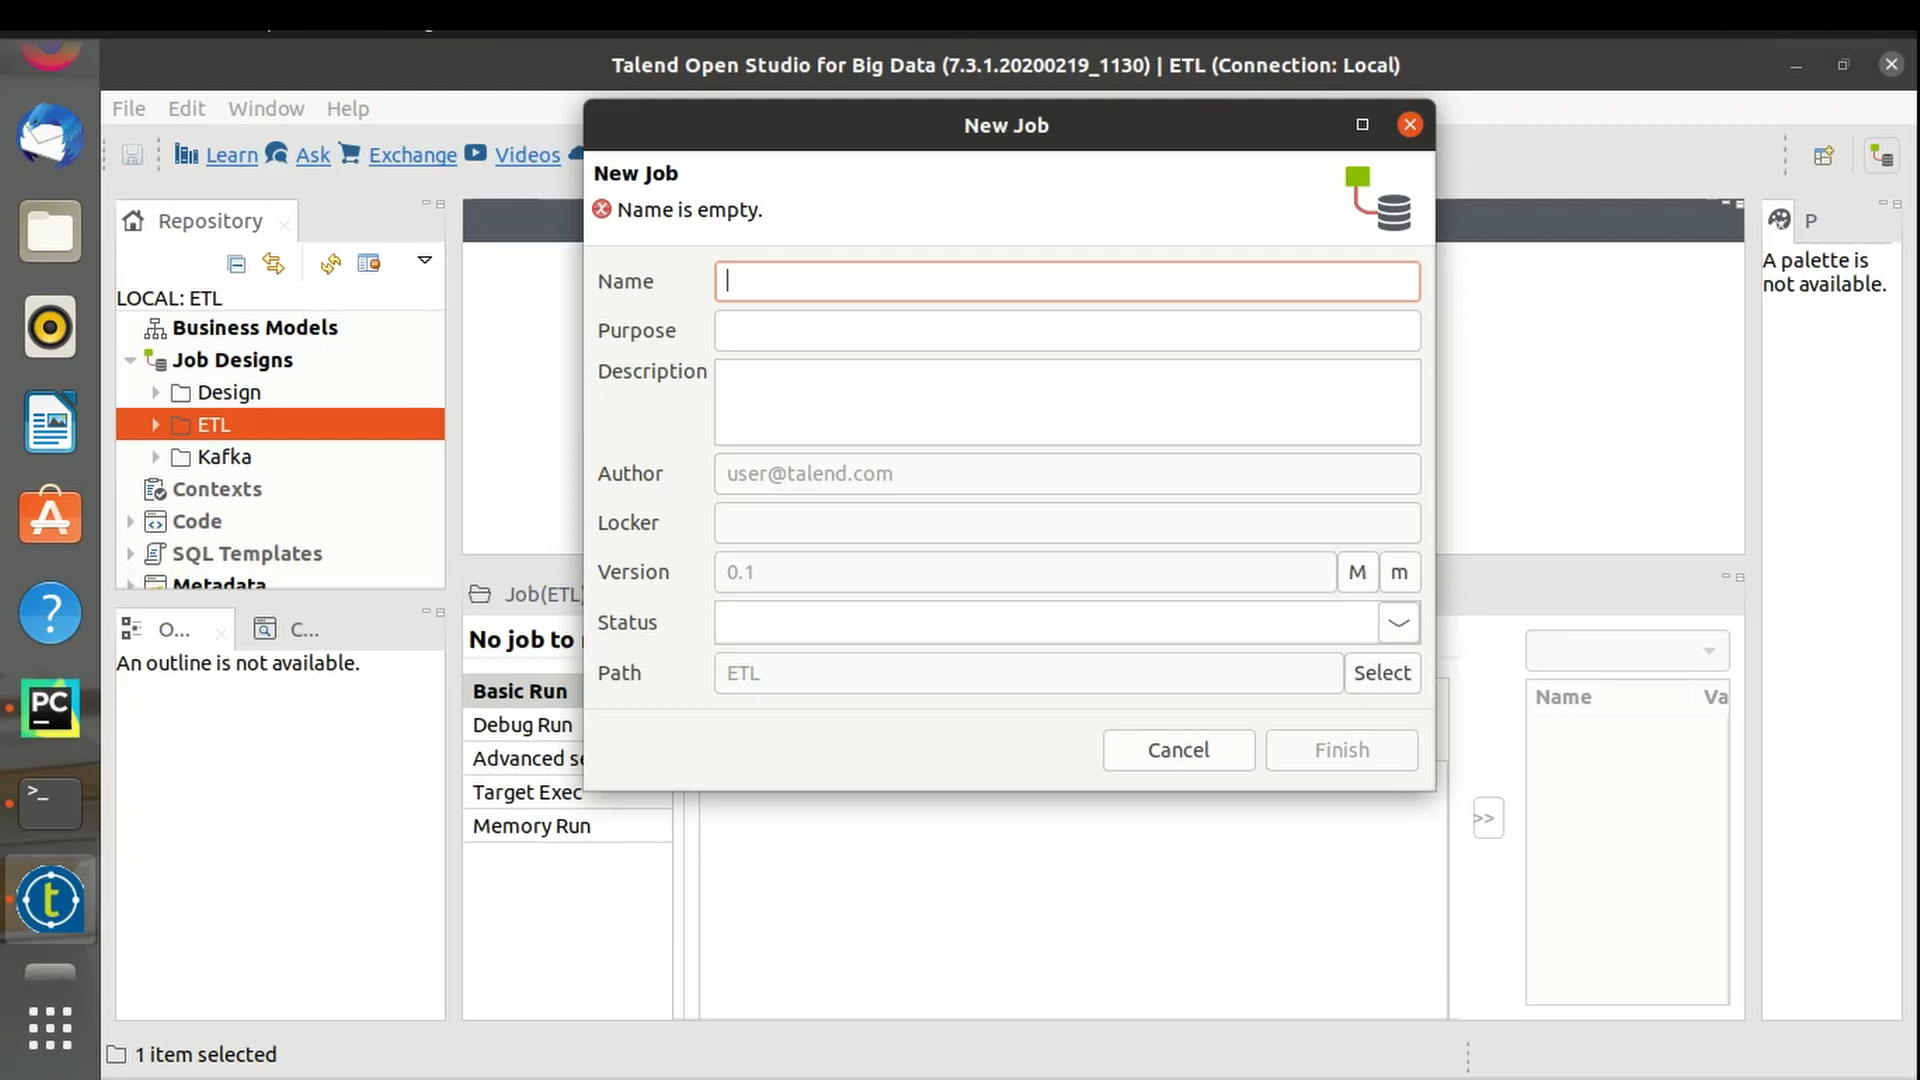 Talend Open Studio for Big Data (7.3.1.20200219_1130) | ETL (Connection: Local)
File Edit Window Help
Learn Ask Exchange Videos
New Job
New Job
Name is empty.
Name
Purpose
Description
Author user@talend.com
Locker
Version 0.1 M m
Status
Path ETL Select
Cancel Finish
Repository
LOCAL: ETL
Business Models
Job Designs
Design
ETL
Kafka
Contexts
Code
SQL Templates
Metadata
O... C...
An outline is not available.
Job(ETL
No job to
Basic Run
Debug Run
Advanced se
Target Exec
Memory Run
>>
Name Va
P
A palette is
not available.
PC
>_
t
?
1 item selected